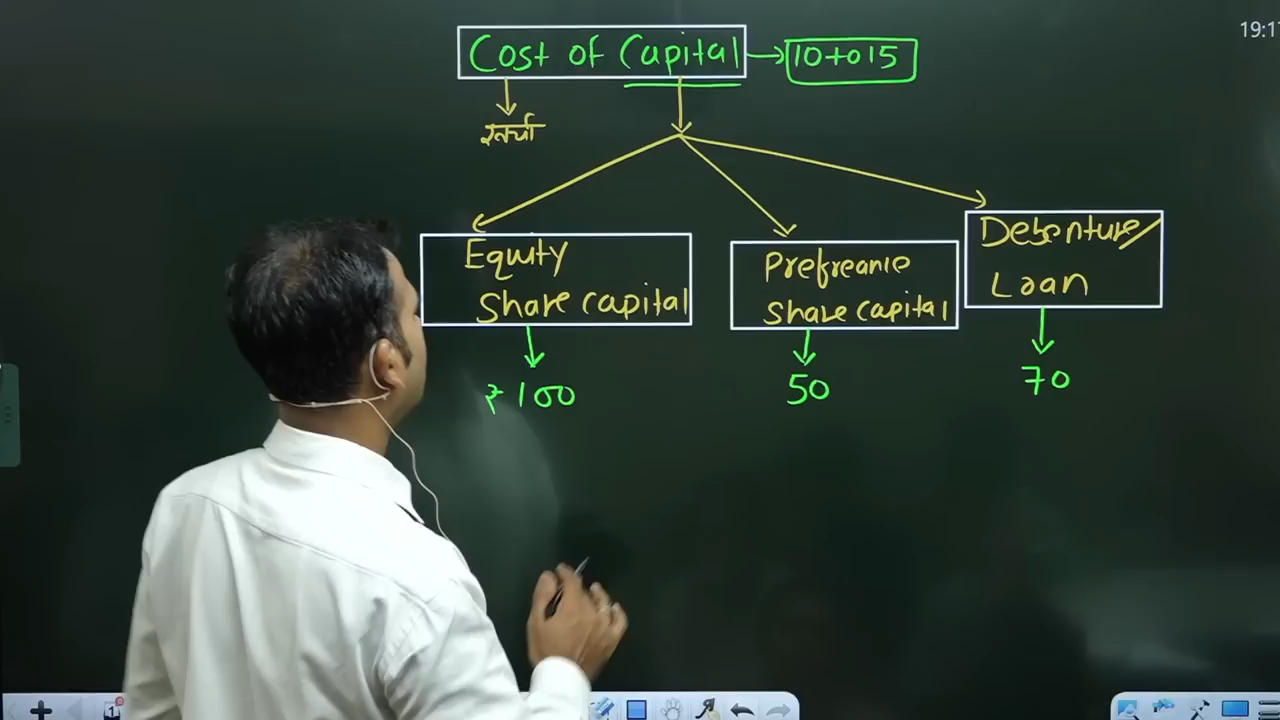 Cost of Capital
10+015
19:1
खर्चा
Equity
Share capital
Prefreanie
Share capital
Debenture/
Loan
₹100
50
70